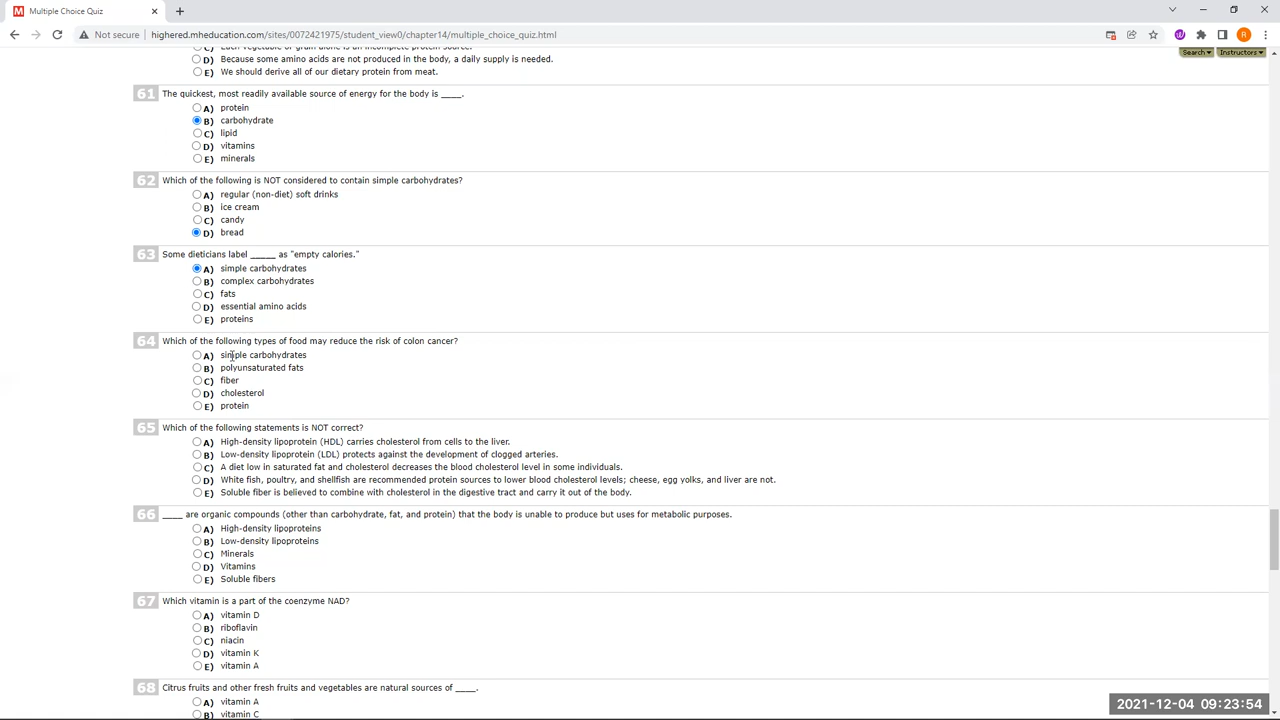 Multiple Choice Quiz
Not secure | highered.mheducation.com/sites/0072421975/student_view0/chapter14/multiple_choice_quiz.html
Search
Instructors
C) Each vegetable or grain alone is an incomplete protein source.
D) Because some amino acids are not produced in the body, a daily supply is needed.
E) We should derive all of our dietary protein from meat.
61 The quickest, most readily available source of energy for the body is ____.
A) protein
B) carbohydrate
C) lipid
D) vitamins
E) minerals
62 Which of the following is NOT considered to contain simple carbohydrates?
A) regular (non-diet) soft drinks
B) ice cream
C) candy
D) bread
63 Some dieticians label _____ as "empty calories."
A) simple carbohydrates
B) complex carbohydrates
C) fats
D) essential amino acids
E) proteins
64 Which of the following types of food may reduce the risk of colon cancer?
A) simple carbohydrates
B) polyunsaturated fats
C) fiber
D) cholesterol
E) protein
65 Which of the following statements is NOT correct?
A) High-density lipoprotein (HDL) carries cholesterol from cells to the liver.
B) Low-density lipoprotein (LDL) protects against the development of clogged arteries.
C) A diet low in saturated fat and cholesterol decreases the blood cholesterol level in some individuals.
D) White fish, poultry, and shellfish are recommended protein sources to lower blood cholesterol levels; cheese, egg yolks, and liver are not.
E) Soluble fiber is believed to combine with cholesterol in the digestive tract and carry it out of the body.
66 ____ are organic compounds (other than carbohydrate, fat, and protein) that the body is unable to produce but uses for metabolic purposes.
A) High-density lipoproteins
B) Low-density lipoproteins
C) Minerals
D) Vitamins
E) Soluble fibers
67 Which vitamin is a part of the coenzyme NAD?
A) vitamin D
B) riboflavin
C) niacin
D) vitamin K
E) vitamin A
68 Citrus fruits and other fresh fruits and vegetables are natural sources of ____.
A) vitamin A
B) vitamin C
2021-12-04 09:23:54